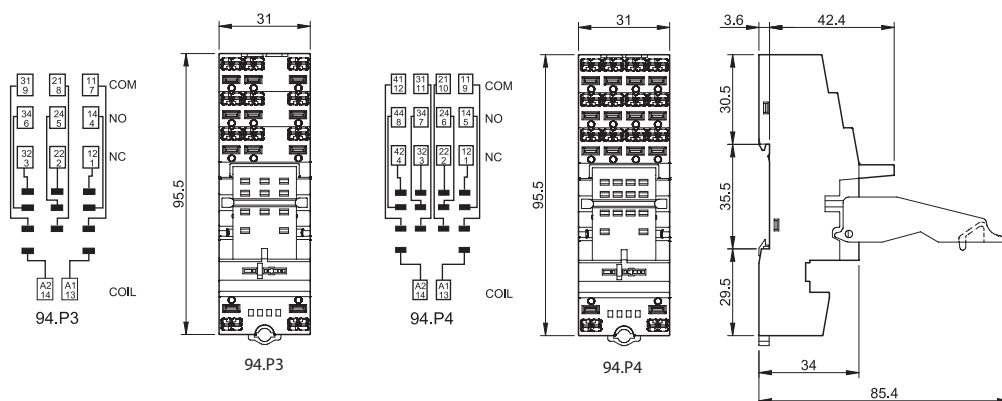 31 21 11
9 8 7
COM
34 24 14
6 5 4
NO
32 22 12
3 2 1
NC
A2 A1
14 13
COIL
94.P3
31
95.5
94.P3
41 31 21 11
12 11 10 9
COM
44 34 24 14
8 7 6 5
NO
42 32 22 12
4 3 2 1
NC
A2 A1
14 13
COIL
94.P4
31
95.5
94.P4
3.6 42.4
30.5
35.5
29.5
34
85.4